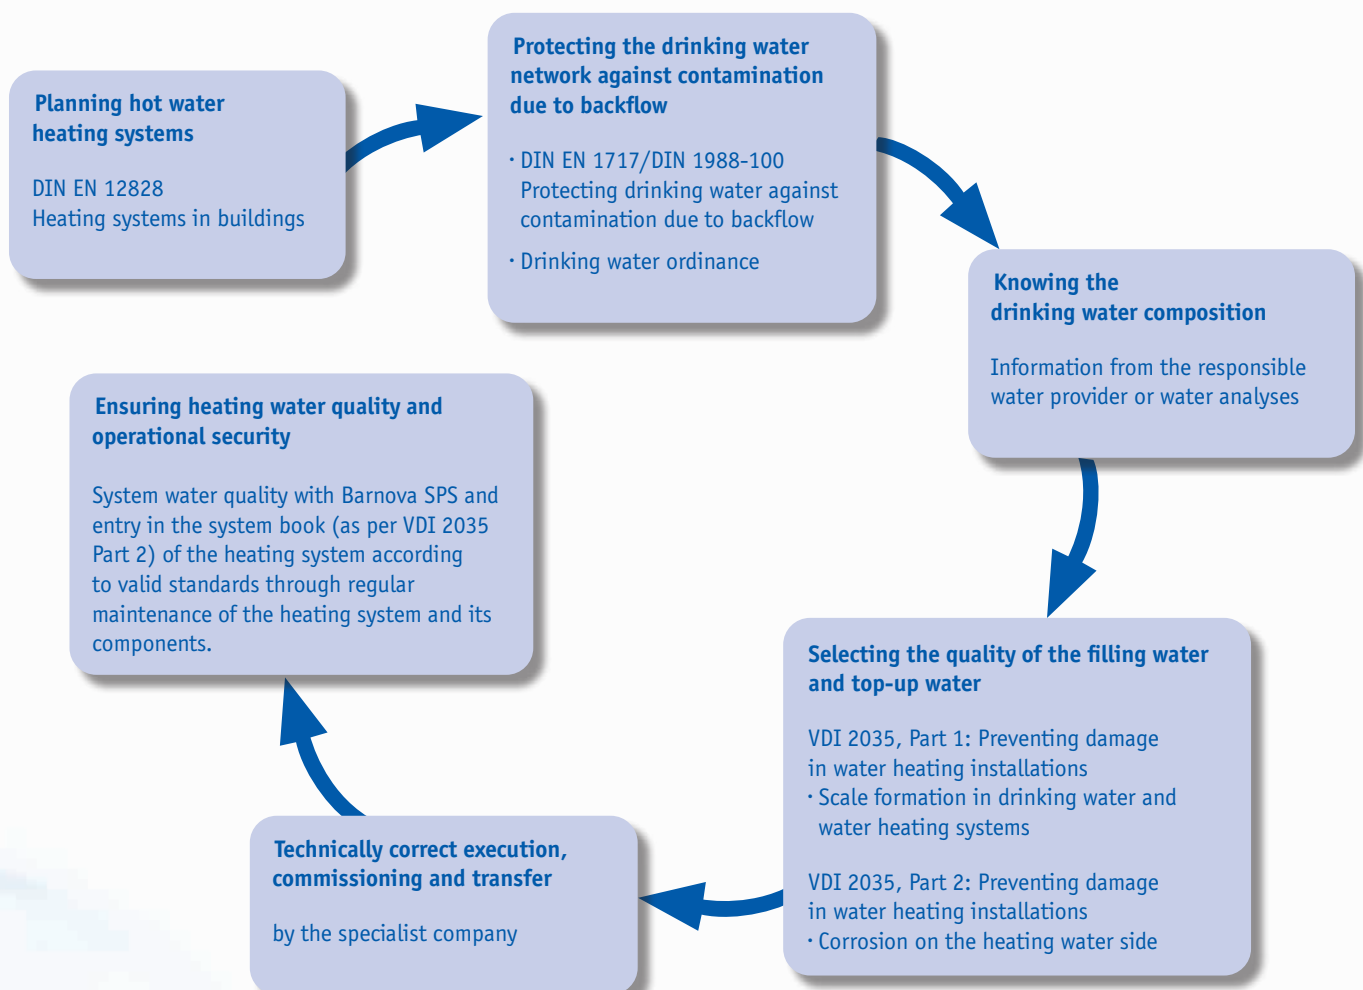 Planning hot water
heating systems
DIN EN 12828
Heating systems in buildings
Protecting the drinking water
network against contamination
due to backflow
· DIN EN 1717/DIN 1988-100
Protecting drinking water against
contamination due to backflow
· Drinking water ordinance
Knowing the
drinking water composition
Information from the responsible
water provider or water analyses
Selecting the quality of the filling water
and top-up water
VDI 2035, Part 1: Preventing damage
in water heating installations
· Scale formation in drinking water and
water heating systems
VDI 2035, Part 2: Preventing damage
in water heating installations
· Corrosion on the heating water side
Technically correct execution,
commissioning and transfer
by the specialist company
Ensuring heating water quality and
operational security
System water quality with Barnova SPS and
entry in the system book (as per VDI 2035
Part 2) of the heating system according
to valid standards through regular
maintenance of the heating system and its
components.